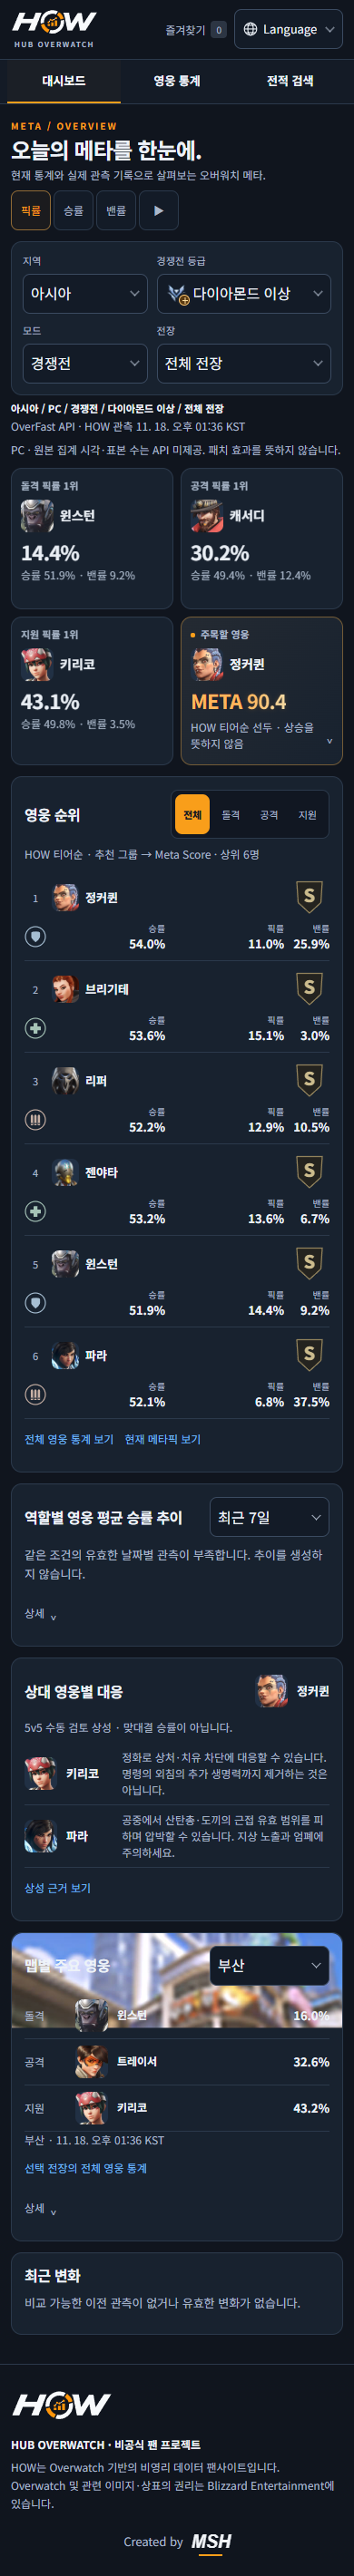 HOW
HUB OVERWATCH
즐겨찾기 0
Language
대시보드 영웅 통계 전적 검색
META / OVERVIEW
오늘의 메타를 한눈에.
현재 통계와 실제 관측 기록으로 살펴보는 오버워치 메타.
픽률 승률 밴률
지역 경쟁전 등급
아시아 다이아몬드 이상
모드 전장
경쟁전 전체 전장
아시아 / PC / 경쟁전 / 다이아몬드 이상 / 전체 전장
OverFast API · HOW 관측 11. 18. 오후 01:36 KST
PC · 원본 집계 시각·표본 수는 API 미제공. 패치 효과를 뜻하지 않습니다.
돌격 픽률 1위
윈스턴
14.4%
승률 51.9% · 밴률 9.2%
공격 픽률 1위
캐서디
30.2%
승률 49.4% · 밴률 12.4%
지원 픽률 1위
키리코
43.1%
승률 49.8% · 밴률 3.5%
주목할 영웅
정커퀸
META 90.4
HOW 티어순 선두 · 상승을
뜻하지 않음
영웅 순위
전체 돌격 공격 지원
HOW 티어순 · 추천 그룹 → Meta Score · 상위 6명
1 정커퀸 S
승률 픽률 밴률
54.0% 11.0% 25.9%
2 브리기테 S
승률 픽률 밴률
53.6% 15.1% 3.0%
3 리퍼 S
승률 픽률 밴률
52.2% 12.9% 10.5%
4 젠야타 S
승률 픽률 밴률
53.2% 13.6% 6.7%
5 윈스턴 S
승률 픽률 밴률
51.9% 14.4% 9.2%
6 파라 S
승률 픽률 밴률
52.1% 6.8% 37.5%
전체 영웅 통계 보기 현재 메타픽 보기
역할별 영웅 평균 승률 추이 최근 7일
같은 조건의 유효한 날짜별 관측이 부족합니다. 추이를 생성하
지 않습니다.
상세
상대 영웅별 대응 정커퀸
5v5 수동 검토 상성 · 맞대결 승률이 아닙니다.
키리코
정화로 상처·치유 차단에 대응할 수 있습니다.
명령의 외침의 추가 생명력까지 제거하는 것은
아닙니다.
파라
공중에서 산탄총·도끼의 근접 유효 범위를 피
하며 압박할 수 있습니다. 지상 노출과 엄폐에
주의하세요.
상성 근거 보기
맵별 주요 영웅 부산
돌격 윈스턴 16.0%
공격 트레이서 32.6%
지원 키리코 43.2%
부산 · 11. 18. 오후 01:36 KST
선택 전장의 전체 영웅 통계
상세
최근 변화
비교 가능한 이전 관측이 없거나 유효한 변화가 없습니다.
HOW
HUB OVERWATCH · 비공식 팬 프로젝트
HOW는 Overwatch 기반의 비영리 데이터 팬사이트입니다.
Overwatch 및 관련 이미지·상표의 권리는 Blizzard Entertainment에
있습니다.
Created by MSH